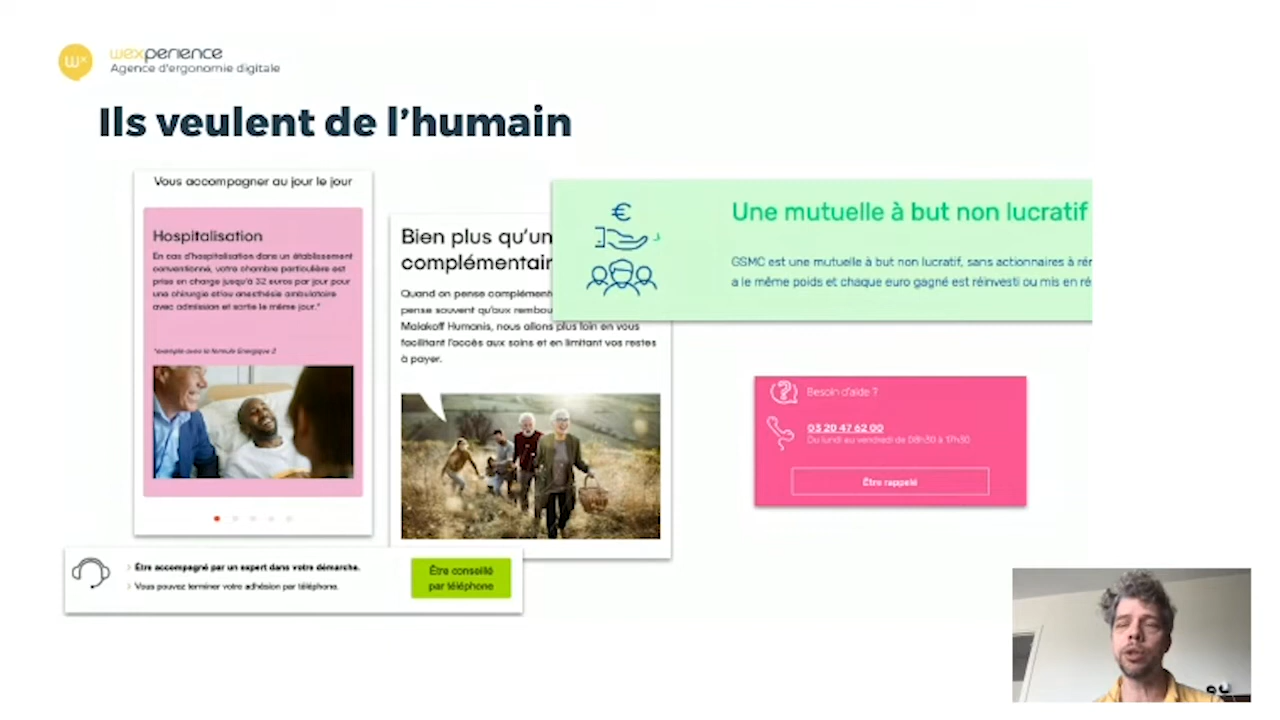 wexperience
Agence d'ergonomie digitale
Ils veulent de l'humain
Vous accompagner au jour le jour
Hospitalisation
En cas d'hospitalisation dans un établissement
conventionné, votre chambre particulière est
prise en charge jusqu'à 32 euros par jour pour
une chirurgie et/ou anesthésie ambulatoire
avec admission et sortie le même jour.*
*exemple avec la formule Energique 2
Bien plus qu'un
complémentair
Quand on pense complément
pense souvent qu'aux rembou
Malakoff Humanis, nous allons plus loin en vous
facilitant l'accès aux soins et en limitant vos restes
à payer.
€
Une mutuelle à but non lucratif
GSMC est une mutuelle à but non lucratif, sans actionnaires à rém
a le même poids et chaque euro gagné est réinvesti ou mis en ré
Besoin d'aide ?
03 20 47 62 00
Du lundi au vendredi de 08h30 à 17h30
Être rappelé
Être accompagné par un expert dans votre démarche.
Vous pouvez terminer votre adhésion par téléphone.
Être conseillé
par téléphone